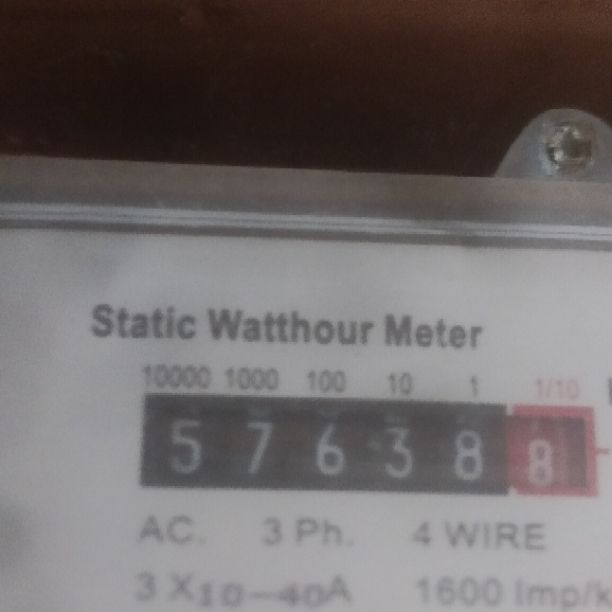 Static Watthour Meter
10000 1000 100 10 1 1/10
5 7 6 3 8 8
AC. 3 Ph. 4 WIRE
3 X10-40A 1600 Imp/k